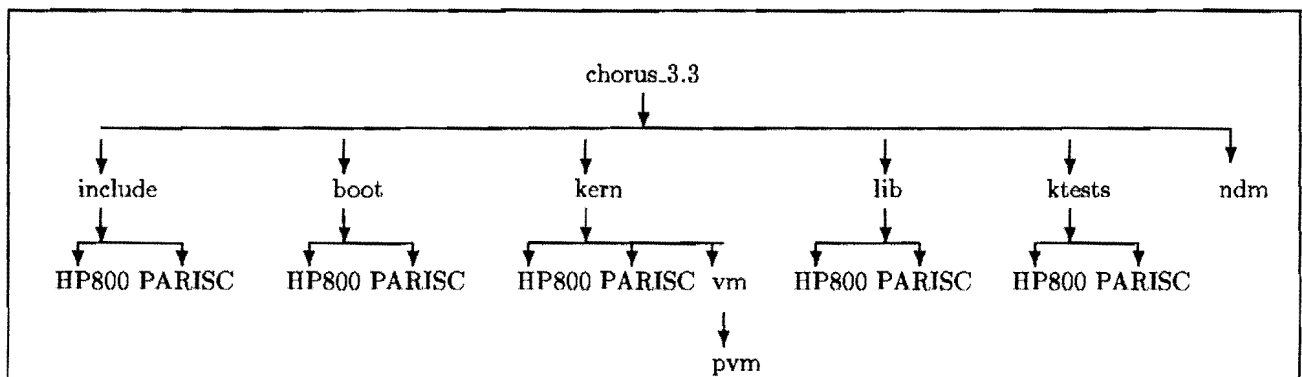 chorus_3.3
include boot kern lib ktests ndm
HP800 PARISC HP800 PARISC HP800 PARISC vm HP800 PARISC HP800 PARISC
pvm